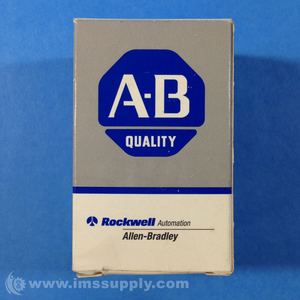 A-B
QUALITY
Rockwell Automation
Allen-Bradley
© www.imssupply.com/